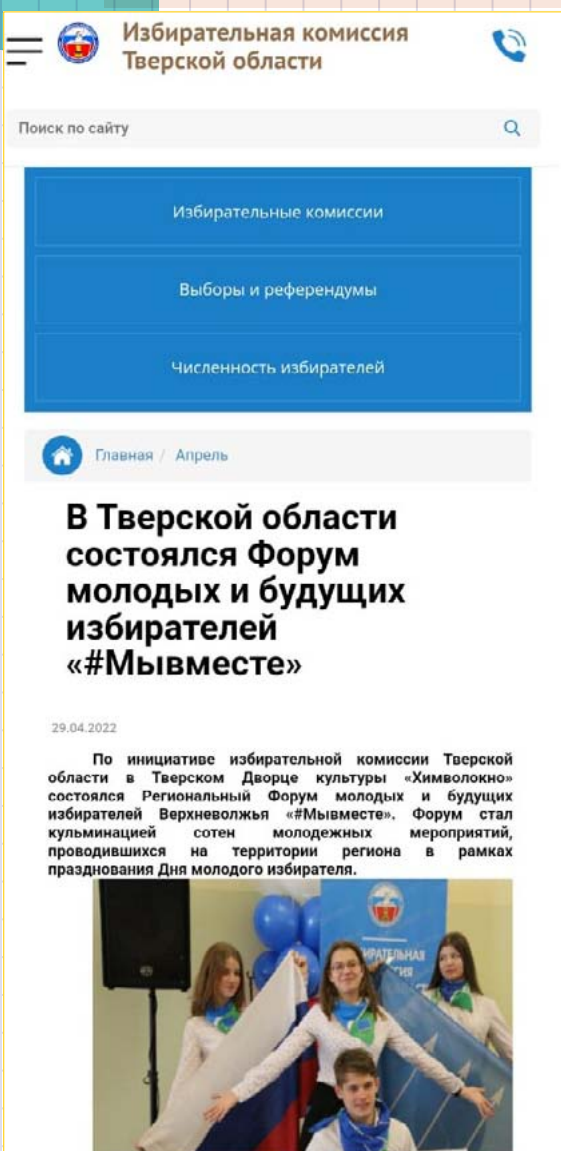 Избирательная комиссия
Тверской области
Поиск по сайту
Избирательные комиссии
Выборы и референдумы
Численность избирателей
Главная / Апрель
В Тверской области
состоялся Форум
молодых и будущих
избирателей
«#Мывместе»
29.04.2022
По инициативе избирательной комиссии Тверской
области в Тверском Дворце культуры «Химволокно»
состоялся Региональный Форум молодых и будущих
избирателей Верхневолжья «#Мывместе». Форум стал
кульминацией сотен молодежных мероприятий,
проводившихся на территории региона в рамках
празднования Дня молодого избирателя.